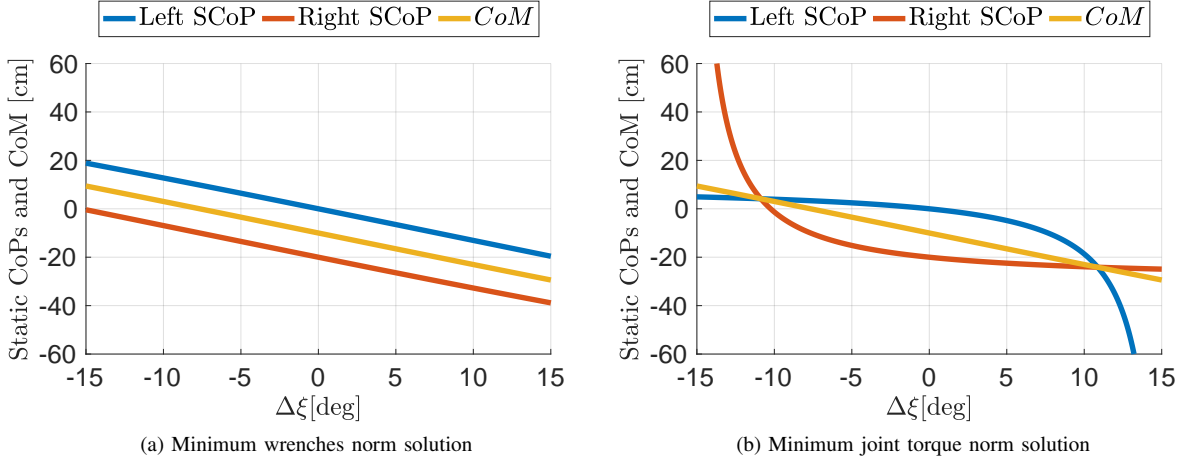 Left SCoP Right SCoP CoM
Static CoPs and CoM [cm]
60
40
20
0
-20
-40
-60
-15 -10 -5 0 5 10 15
Δξ[deg]
(a) Minimum wrenches norm solution
Left SCoP Right SCoP CoM
Static CoPs and CoM [cm]
60
40
20
0
-20
-40
-60
-15 -10 -5 0 5 10 15
Δξ[deg]
(b) Minimum joint torque norm solution